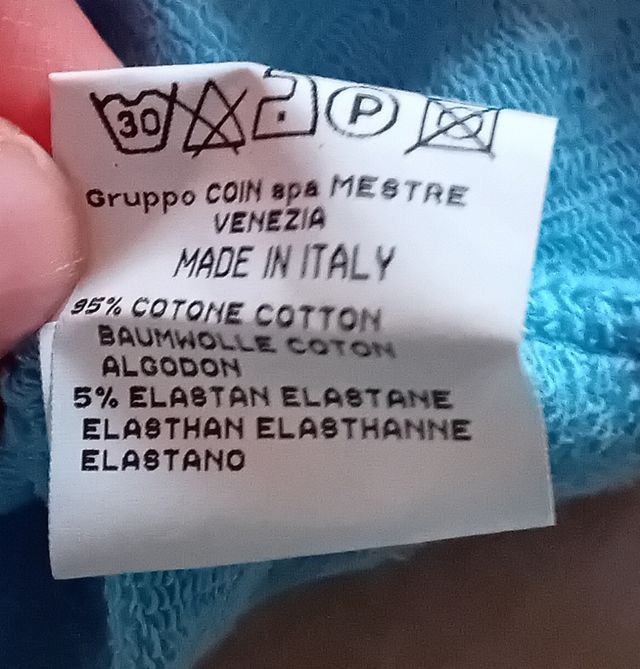 30 P
Gruppo COIN spa MESTRE
VENEZIA
MADE IN ITALY
95% COTONE COTTON
BAUMWOLLE COTON
ALGODON
5% ELASTAN ELASTANE
ELASTHAN ELASTHANNE
ELASTANO